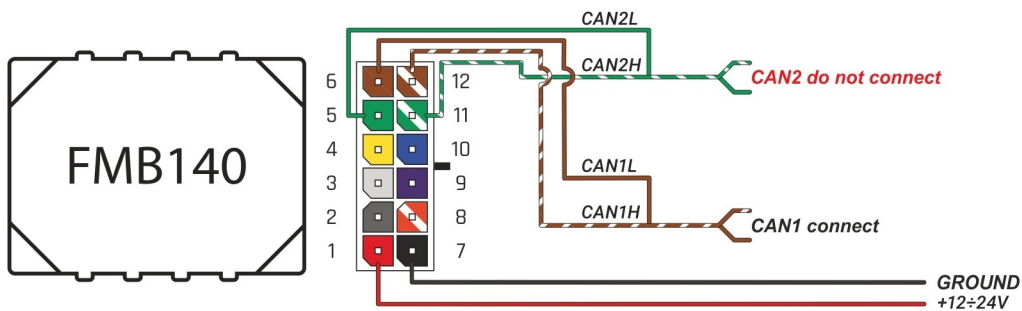 CAN2L
CAN2H
CAN2 do not connect
FMB140
6 12
5 11
4 10
3 9
2 8
1 7
CAN1L
CAN1H
CAN1 connect
GROUND
+12÷24V